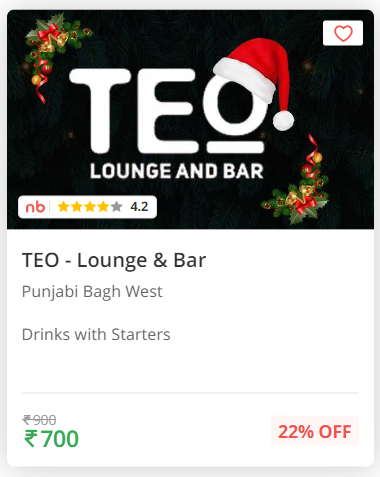 TEO
LOUNGE AND BAR
nb 4.2
TEO - Lounge & Bar
Punjabi Bagh West
Drinks with Starters
₹900
₹700
22% OFF